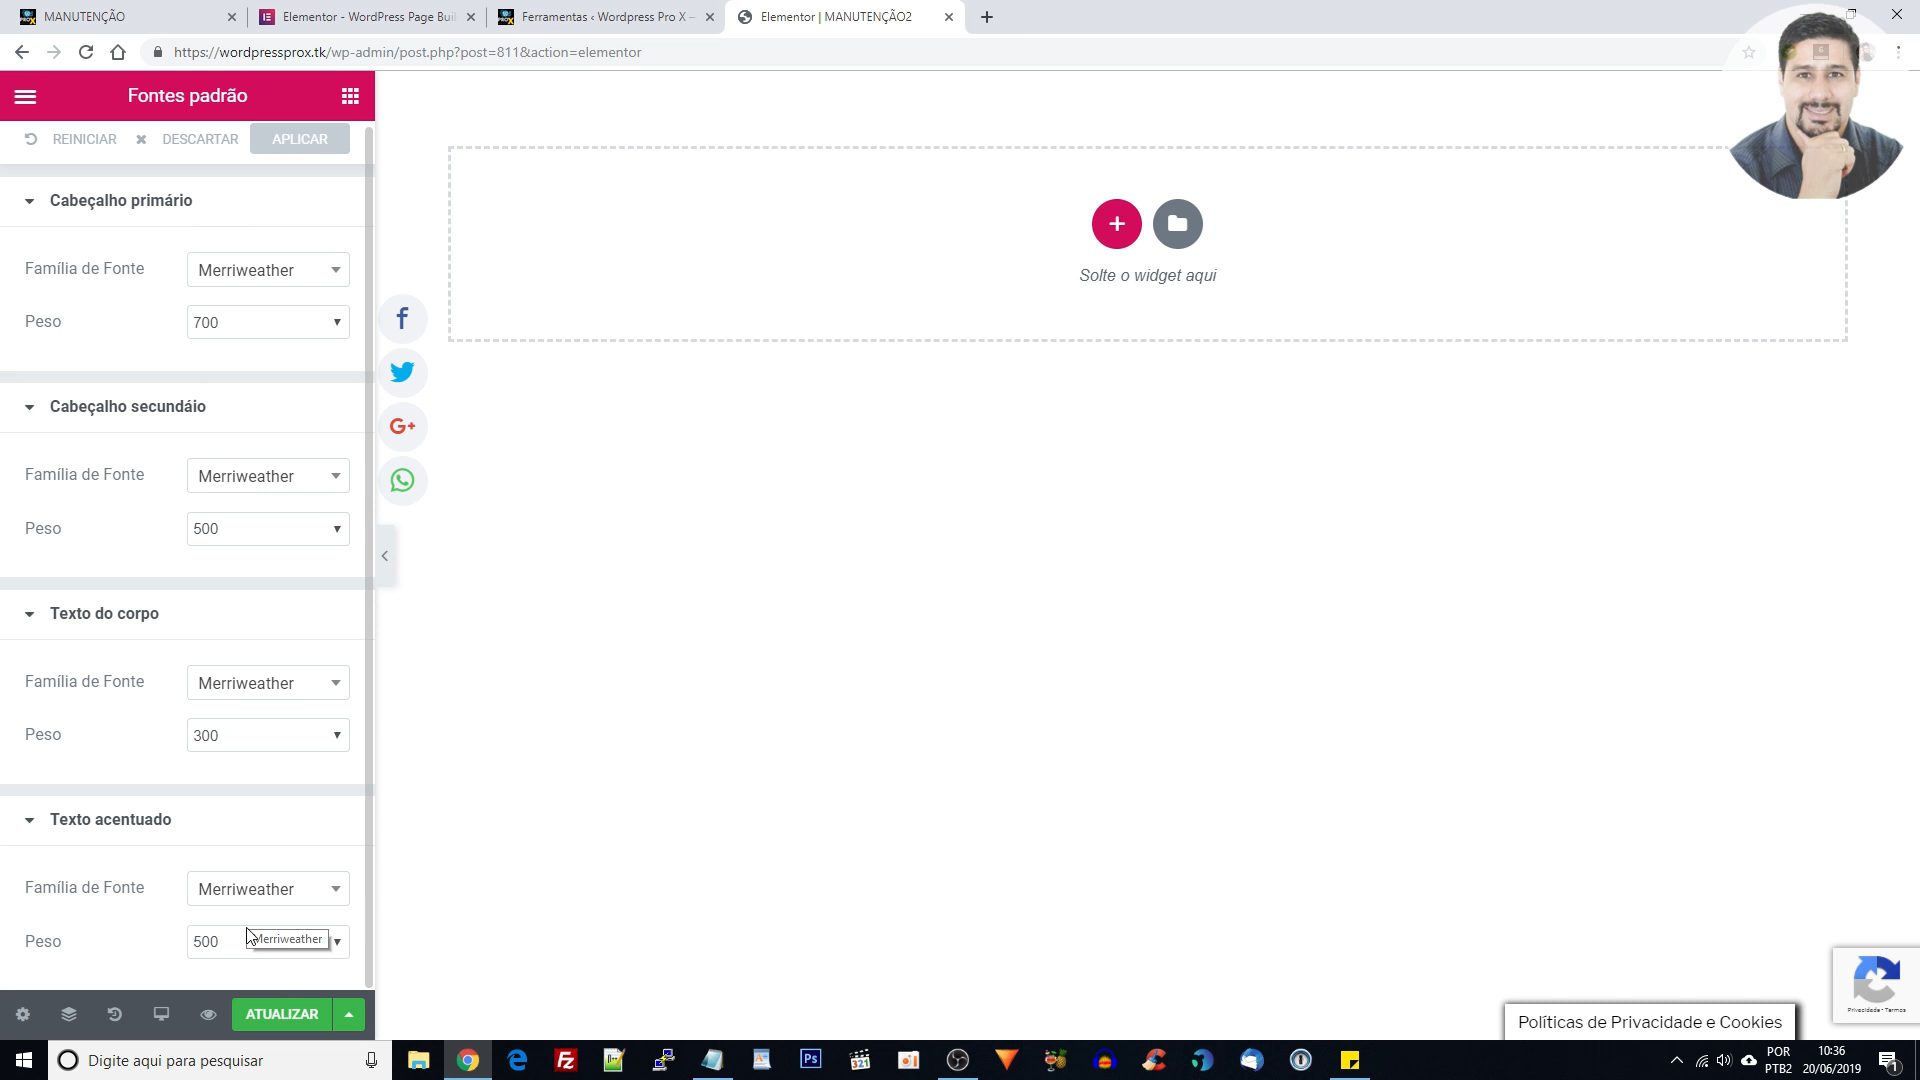 MANUTENÇÃO
Elementor - WordPress Page Buil
Ferramentas ‹ Wordpress Pro X –
Elementor | MANUTENÇÃO2
https://wordpressprox.tk/wp-admin/post.php?post=811&action=elementor
Fontes padrão
REINICIAR
DESCARTAR
APLICAR
Cabeçalho primário
Família de Fonte
Merriweather
Peso
700
Cabeçalho secundáio
Família de Fonte
Merriweather
Peso
500
Texto do corpo
Família de Fonte
Merriweather
Peso
300
Texto acentuado
Família de Fonte
Merriweather
Peso
500
Merriweather
ATUALIZAR
Solte o widget aqui
Privacidade - Termos
Políticas de Privacidade e Cookies
Digite aqui para pesquisar
POR
PTB2
10:36
20/06/2019
1